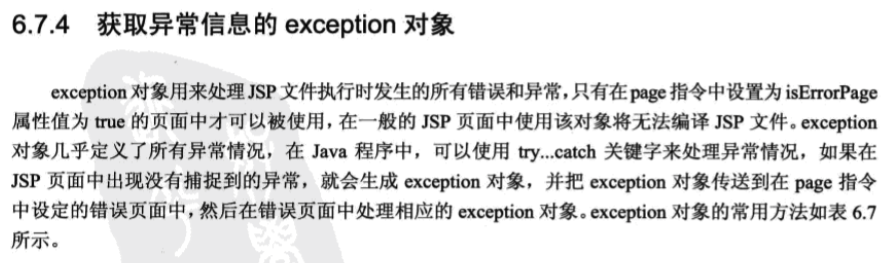 6.7.4 获取异常信息的 exception 对象
exception 对象用来处理 JSP 文件执行时发生的所有错误和异常，只有在 page 指令中设置为 isErrorPage
属性值为 true 的页面中才可以被使用，在一般的 JSP 页面中使用该对象将无法编译 JSP 文件。exception
对象几乎定义了所有异常情况，在 Java 程序中，可以使用 try...catch 关键字来处理异常情况，如果在
JSP 页面中出现没有捕捉到的异常，就会生成 exception 对象，并把 exception 对象传送到在 page 指令
中设定的错误页面中，然后在错误页面中处理相应的 exception 对象。exception 对象的常用方法如表 6.7
所示。